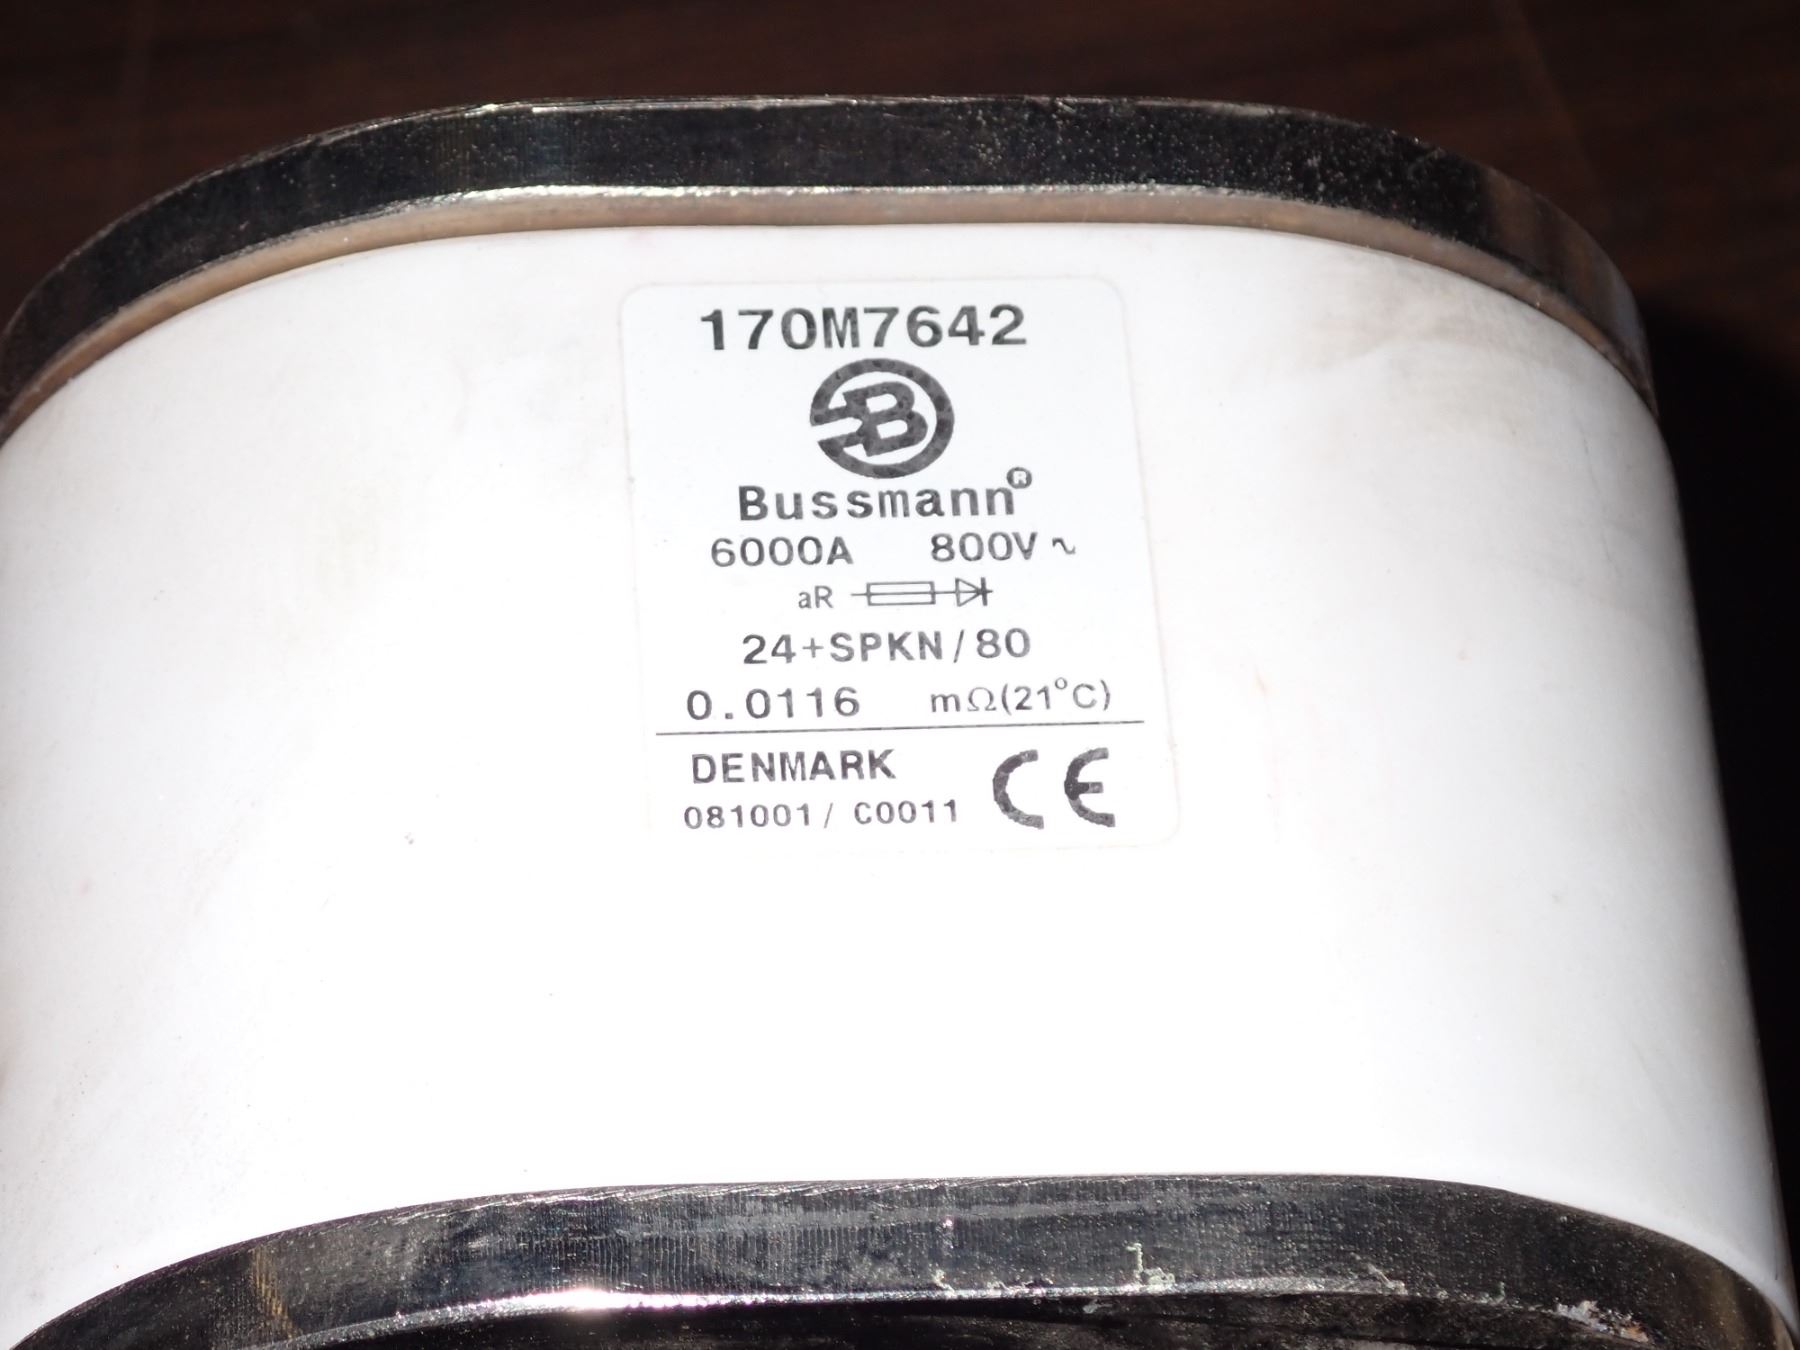 170M7642
B
Bussmann®
6000A 800V ~
aR
24+SPKN/80
0.0116 mΩ(21°C)
DENMARK
081001/ C0011 CE